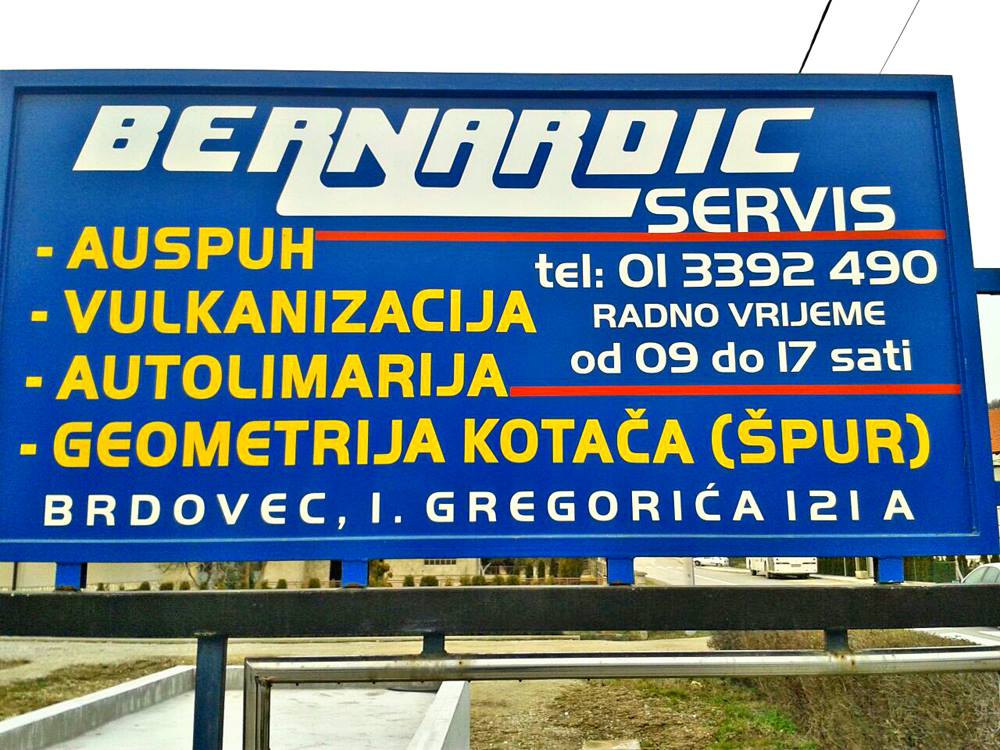 BERNARDIC
SERVIS
- AUSPUH
- VULKANIZACIJA
- AUTOLIMARIJA
- GEOMETRIJA KOTAČA (ŠPUR)
tel: 01 3392 490
RADNO VRIJEME
od 09 do 17 sati
BRDOVEC, I. GREGORIĆA 121 A